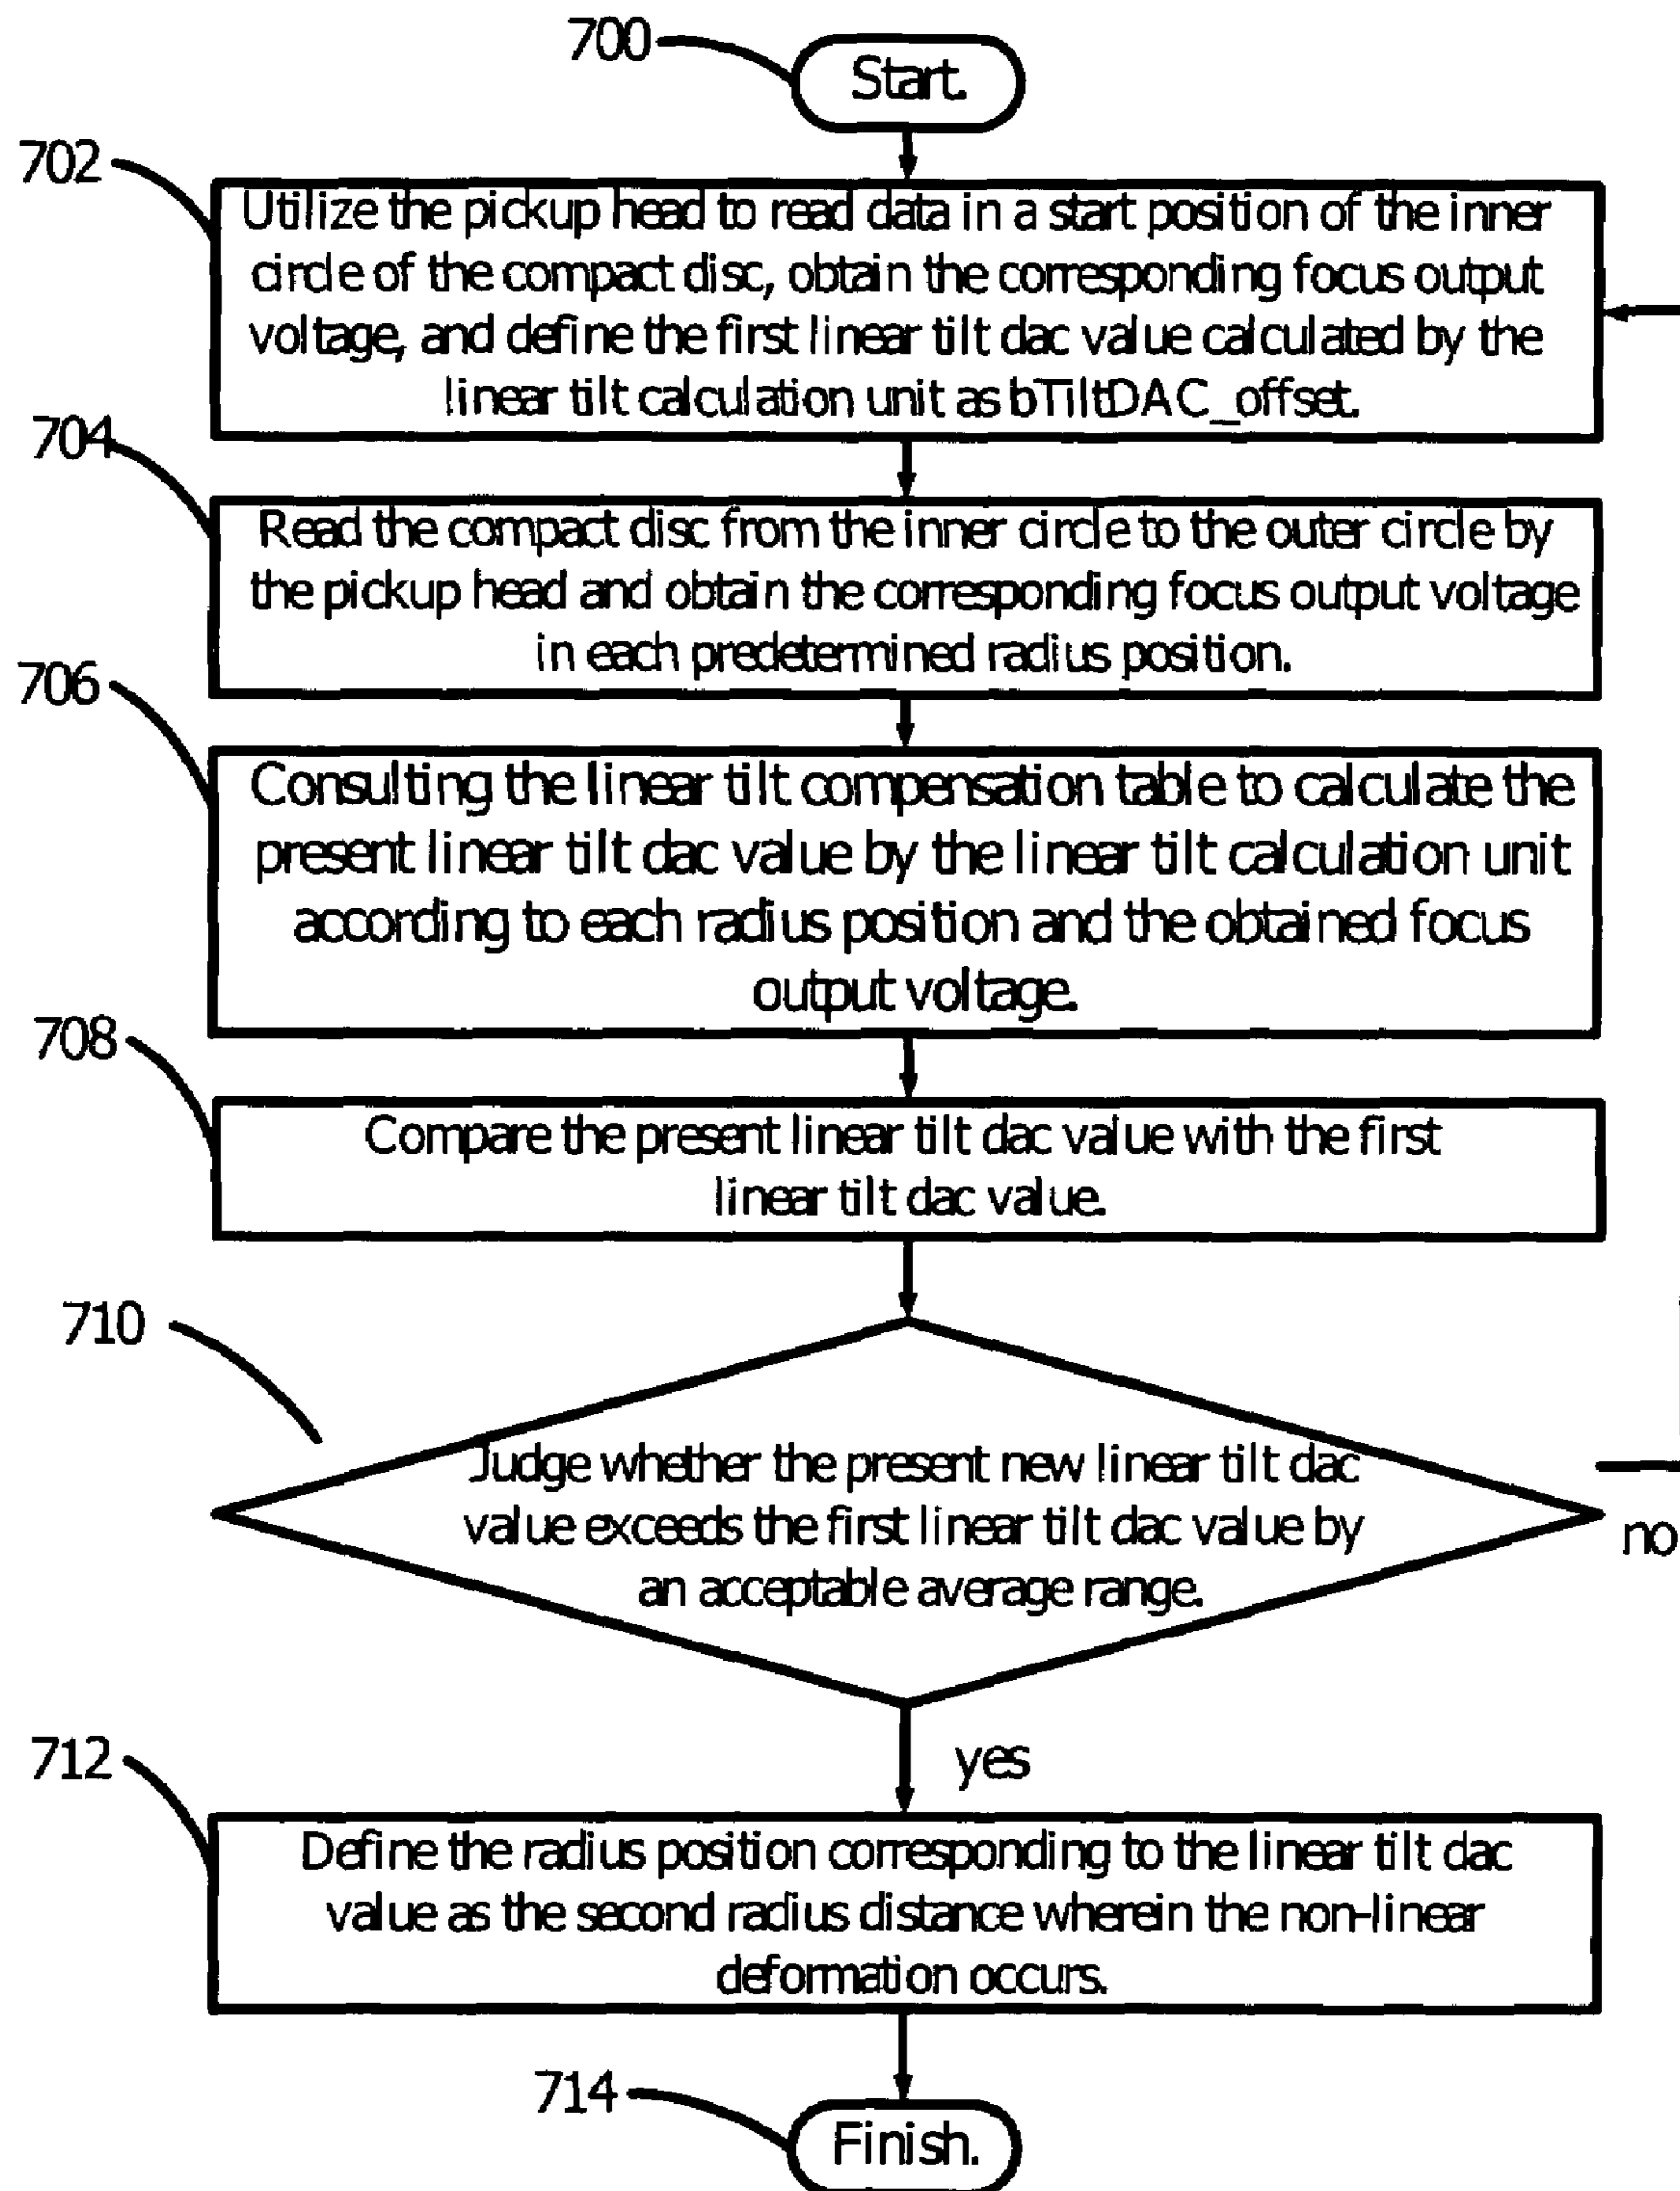 700
Start.
702
Utilize the pickup head to read data in a start position of the inner
circle of the compact disc, obtain the corresponding focus output
voltage, and define the first linear tilt dac value calculated by the
linear tilt calculation unit as bTiltDAC_offset.
704
Read the compact disc from the inner circle to the outer circle by
the pickup head and obtain the corresponding focus output voltage
in each predetermined radius position.
706
Consulting the linear tilt compensation table to calculate the
present linear tilt dac value by the linear tilt calculation unit
according to each radius position and the obtained focus
output voltage.
708
Compare the present linear tilt dac value with the first
linear tilt dac value.
710
Judge whether the present new linear tilt dac
value exceeds the first linear tilt dac value by
an acceptable average range.
no
yes
712
Define the radius position corresponding to the linear tilt dac
value as the second radius distance wherein the non-linear
deformation occurs.
714
Finish.